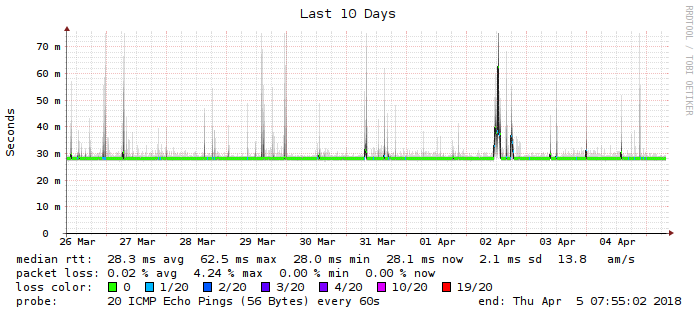 Last 10 Days
RRDTOOL / TOBI OETIKER
Seconds
70 m
60 m
50 m
40 m
30 m
20 m
10 m
0
26 Mar 27 Mar 28 Mar 29 Mar 30 Mar 31 Mar 01 Apr 02 Apr 03 Apr 04 Apr
median rtt: 28.3 ms avg 62.5 ms max 28.0 ms min 28.1 ms now 2.1 ms sd 13.8 am/s
packet loss: 0.02 % avg 4.24 % max 0.00 % min 0.00 % now
loss color: 0 1/20 2/20 3/20 4/20 10/20 19/20
probe: 20 ICMP Echo Pings (56 Bytes) every 60s end: Thu Apr 5 07:55:02 2018